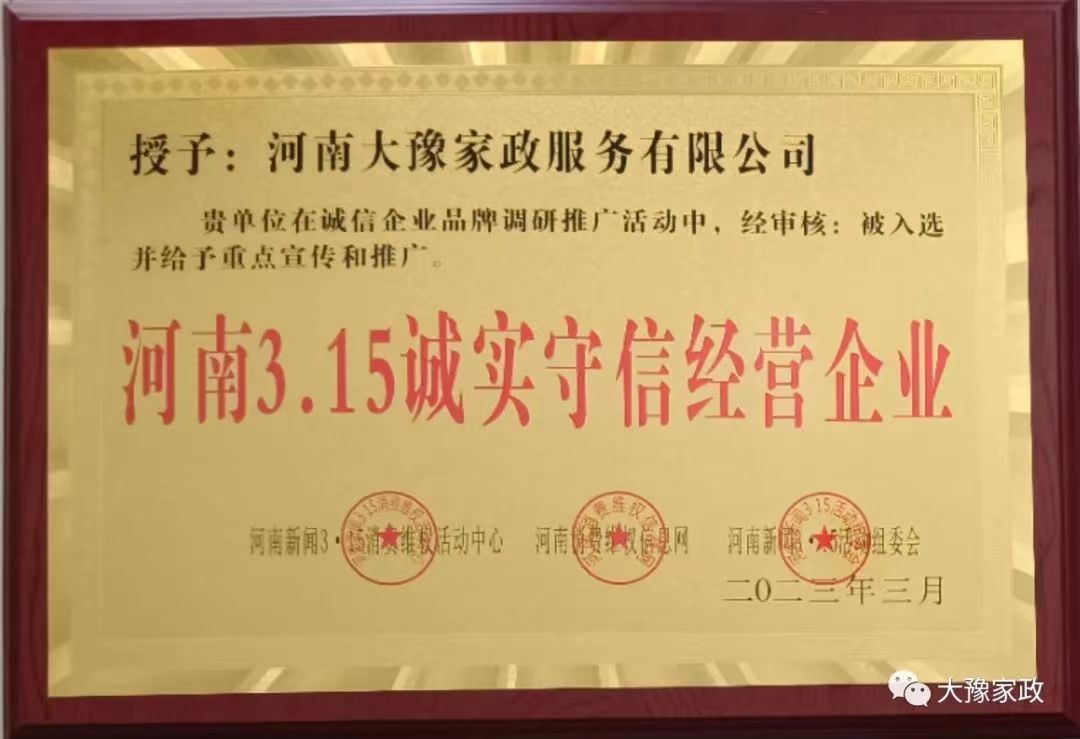 授予：河南大豫家政服务有限公司
贵单位在诚信企业品牌调研推广活动中，经审核：被入选
并给予重点宣传和推广。
河南3.15诚实守信经营企业
河南新闻3·15消费维权活动中心 河南消费维权信息网 河南新闻3·15活动组委会
二〇二三年三月
大豫家政